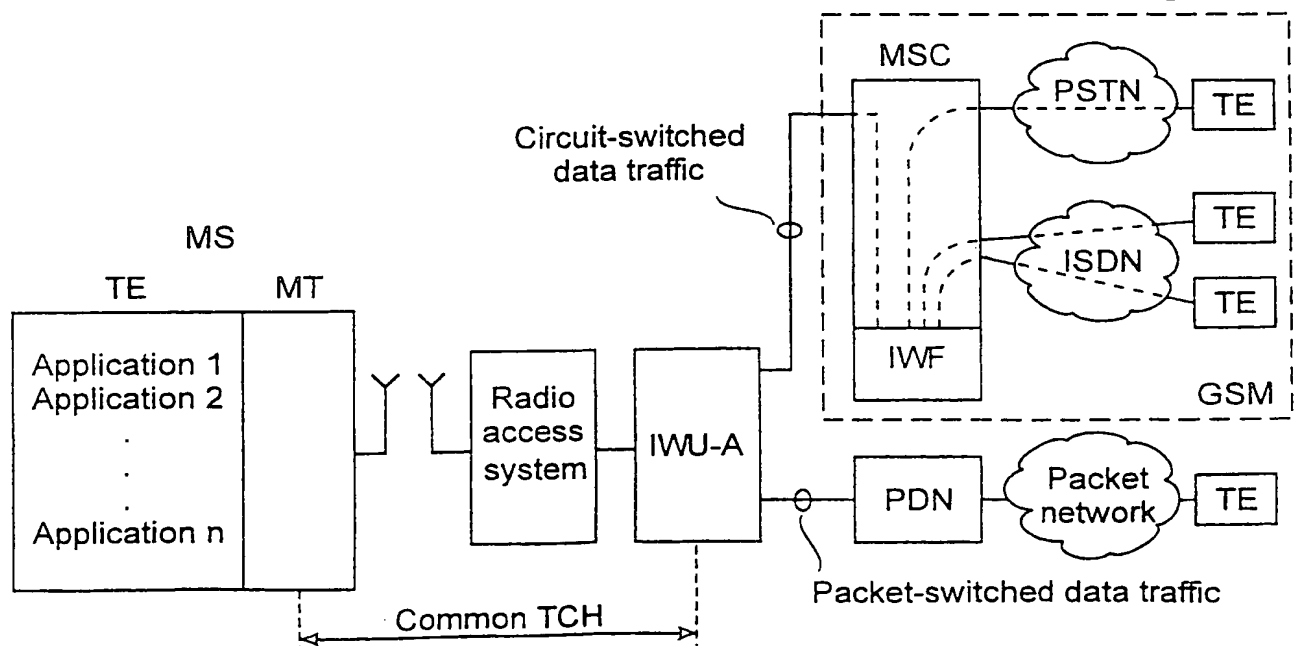 MSC
PSTN
TE
Circuit-switched
data traffic
TE
ISDN
TE
IWF
GSM
MS
TE
MT
Application 1
Application 2
.
.
.
Application n
Radio
access
system
IWU-A
PDN
Packet
network
TE
Packet-switched data traffic
Common TCH